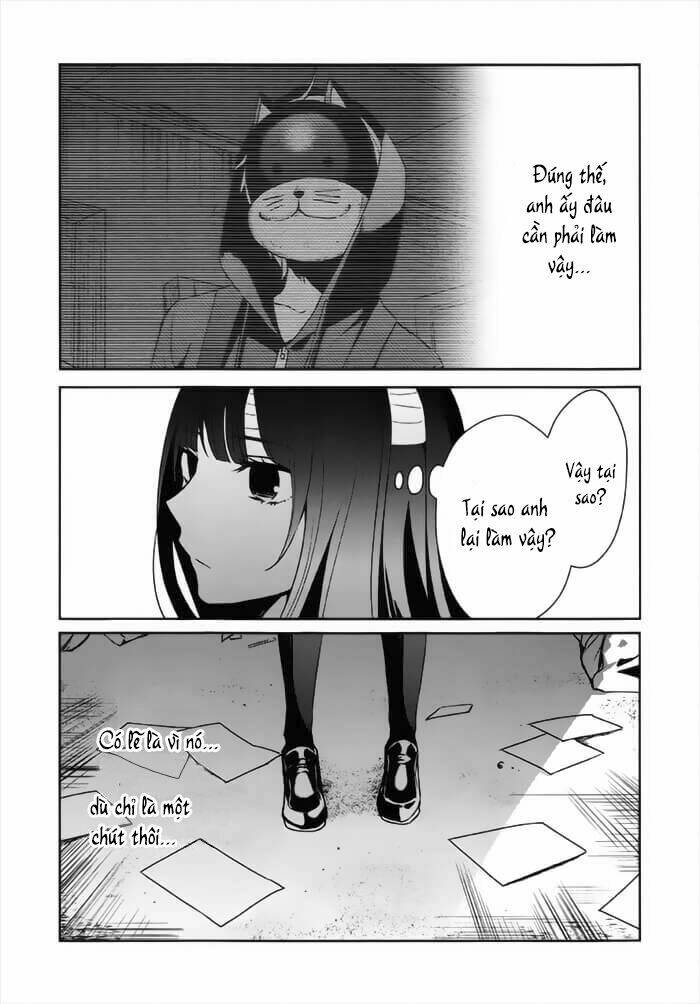 Đúng thế,
anh ấy đâu
cần phải làm
vậy...
Vậy tại
sao?
Tại sao anh
lại làm vậy?
Có lẽ là vì nó...
dù chỉ là một
chút thôi...